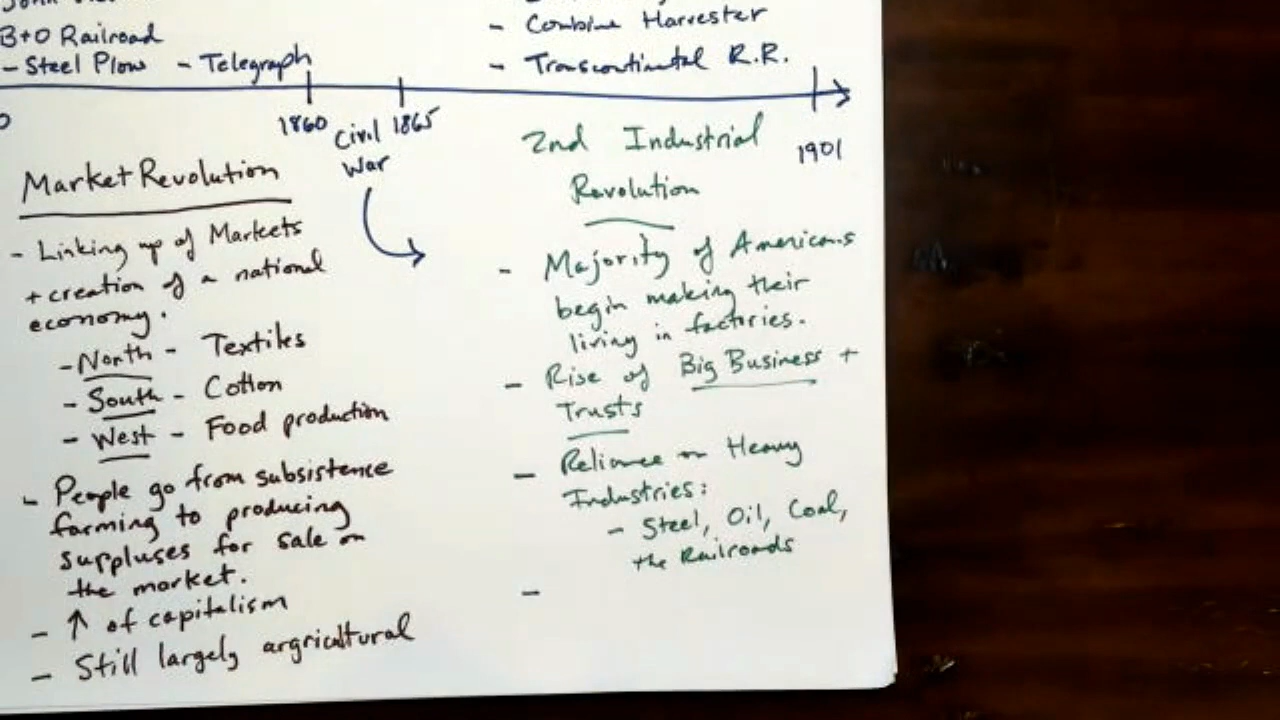 B+O Railroad
- Steel Plow - Telegraph
- Combine Harvester
- Transcontinental R.R.
1860
Civil
War
1865
1901
Market Revolution
- Linking up of Markets
+ creation of a national
economy.
- North - Textiles
- South - Cotton
- West - Food production
- People go from subsistence
farming to producing
suppluses for sale on
the market.
- ↑ of capitalism
- Still largely argricultural
2nd Industrial
Revolution
- Majority of Americans
begin making their
living in factories.
- Rise of Big Business +
Trusts
- Reliance on Heavy
Industries:
- Steel, Oil, Coal,
the Railroads
-